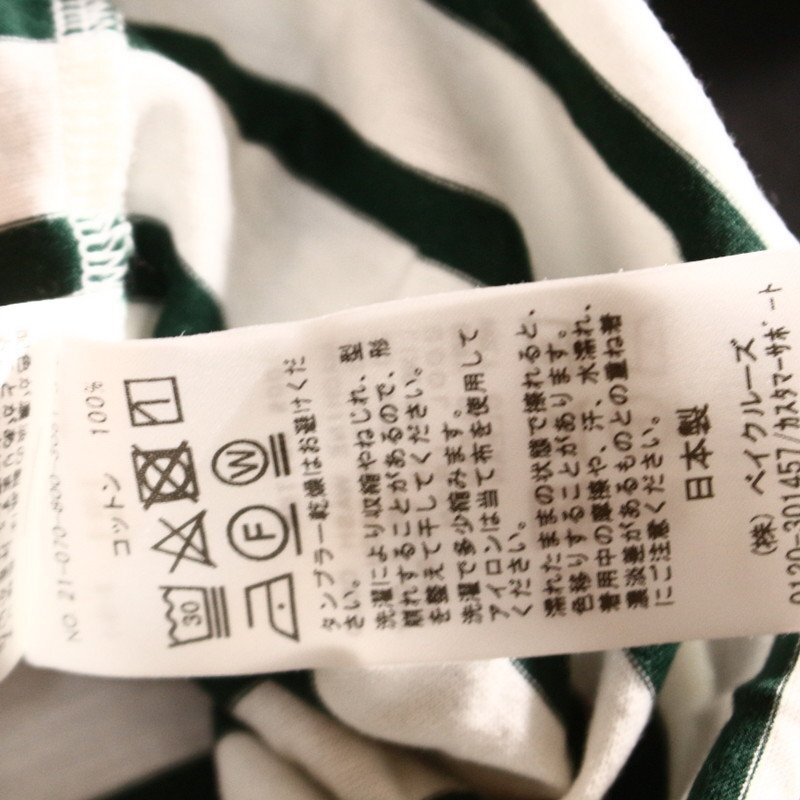 コットン 100%
30
F
W
タンブラー乾燥はお避けくだ
さい。
洗濯により収縮やねじれ、型
崩れすることがあるので、形
を整えて干してください。
洗濯で多少縮みます。
アイロンは当て布を使用して
ください。
濡れたままの状態で擦れると、
色移りすることがあります。
着用中の摩擦や、汗、水濡れ、
濃淡差があるものとの重ね着
にご注意ください。
日本製
(株) ベイクルーズ
0120-301457/カスタマーサポート